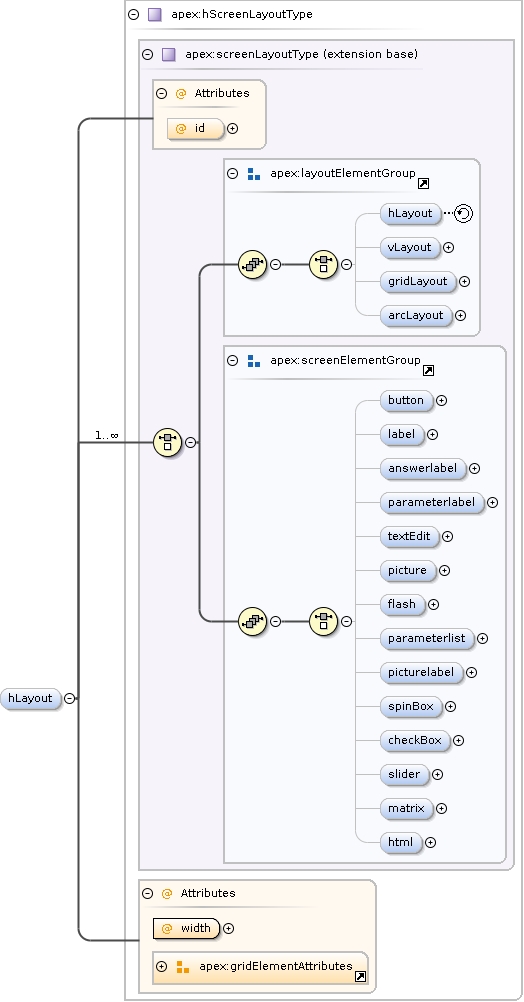 apex:hScreenLayoutType
apex:screenLayoutType (extension base)
@ Attributes
@ id
apex:layoutElementGroup
hLayout
vLayout
gridLayout
arcLayout
apex:screenElementGroup
button
label
1..∞
answerlabel
parameterlabel
textEdit
picture
flash
parameterlist
picturelabel
hLayout
spinBox
checkBox
slider
matrix
html
@ Attributes
@ width
apex:gridElementAttributes